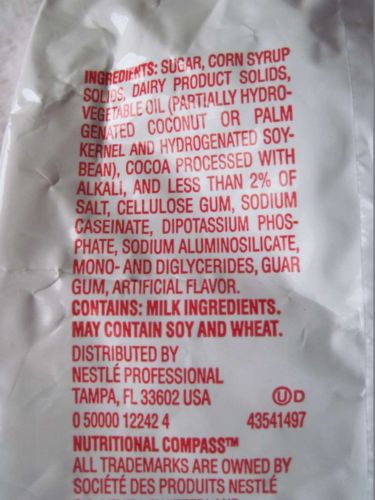 INGREDIENTS: SUGAR, CORN SYRUP
SOLIDS, DAIRY PRODUCT SOLIDS,
VEGETABLE OIL (PARTIALLY HYDRO-
GENATED COCONUT OR PALM
KERNEL AND HYDROGENATED SOY-
BEAN), COCOA PROCESSED WITH
ALKALI, AND LESS THAN 2% OF
SALT, CELLULOSE GUM, SODIUM
CASEINATE, DIPOTASSIUM PHOS-
PHATE, SODIUM ALUMINOSILICATE,
MONO- AND DIGLYCERIDES, GUAR
GUM, ARTIFICIAL FLAVOR.
CONTAINS: MILK INGREDIENTS.
MAY CONTAIN SOY AND WHEAT.
DISTRIBUTED BY
NESTLÉ PROFESSIONAL
TAMPA, FL 33602 USA ⓊD
0 50000 12242 4 43541497
NUTRITIONAL COMPASS™
ALL TRADEMARKS ARE OWNED BY
SOCIÉTÉ DES PRODUITS NESTLÉ